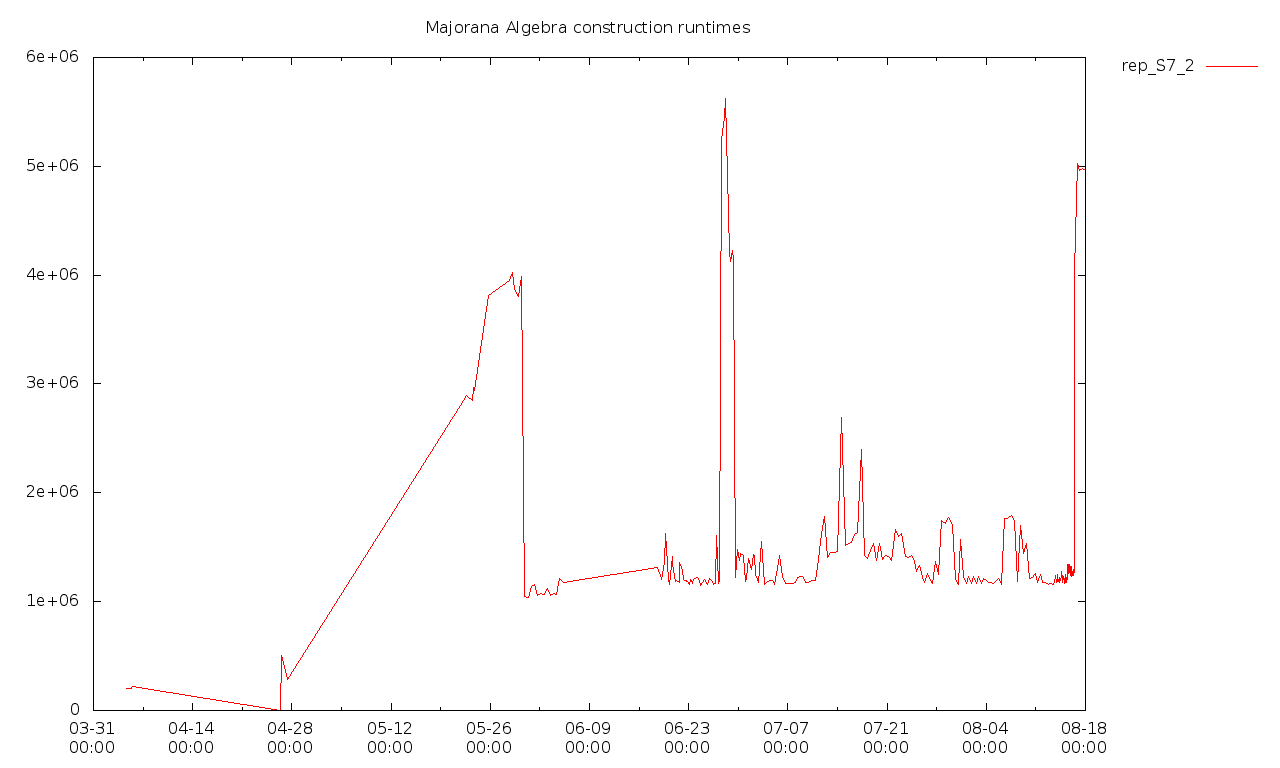 Majorana Algebra construction runtimes
rep_S7_2
6e+06
5e+06
4e+06
3e+06
2e+06
1e+06
0
03-31 04-14 04-28 05-12 05-26 06-09 06-23 07-07 07-21 08-04 08-18
00:00 00:00 00:00 00:00 00:00 00:00 00:00 00:00 00:00 00:00 00:00